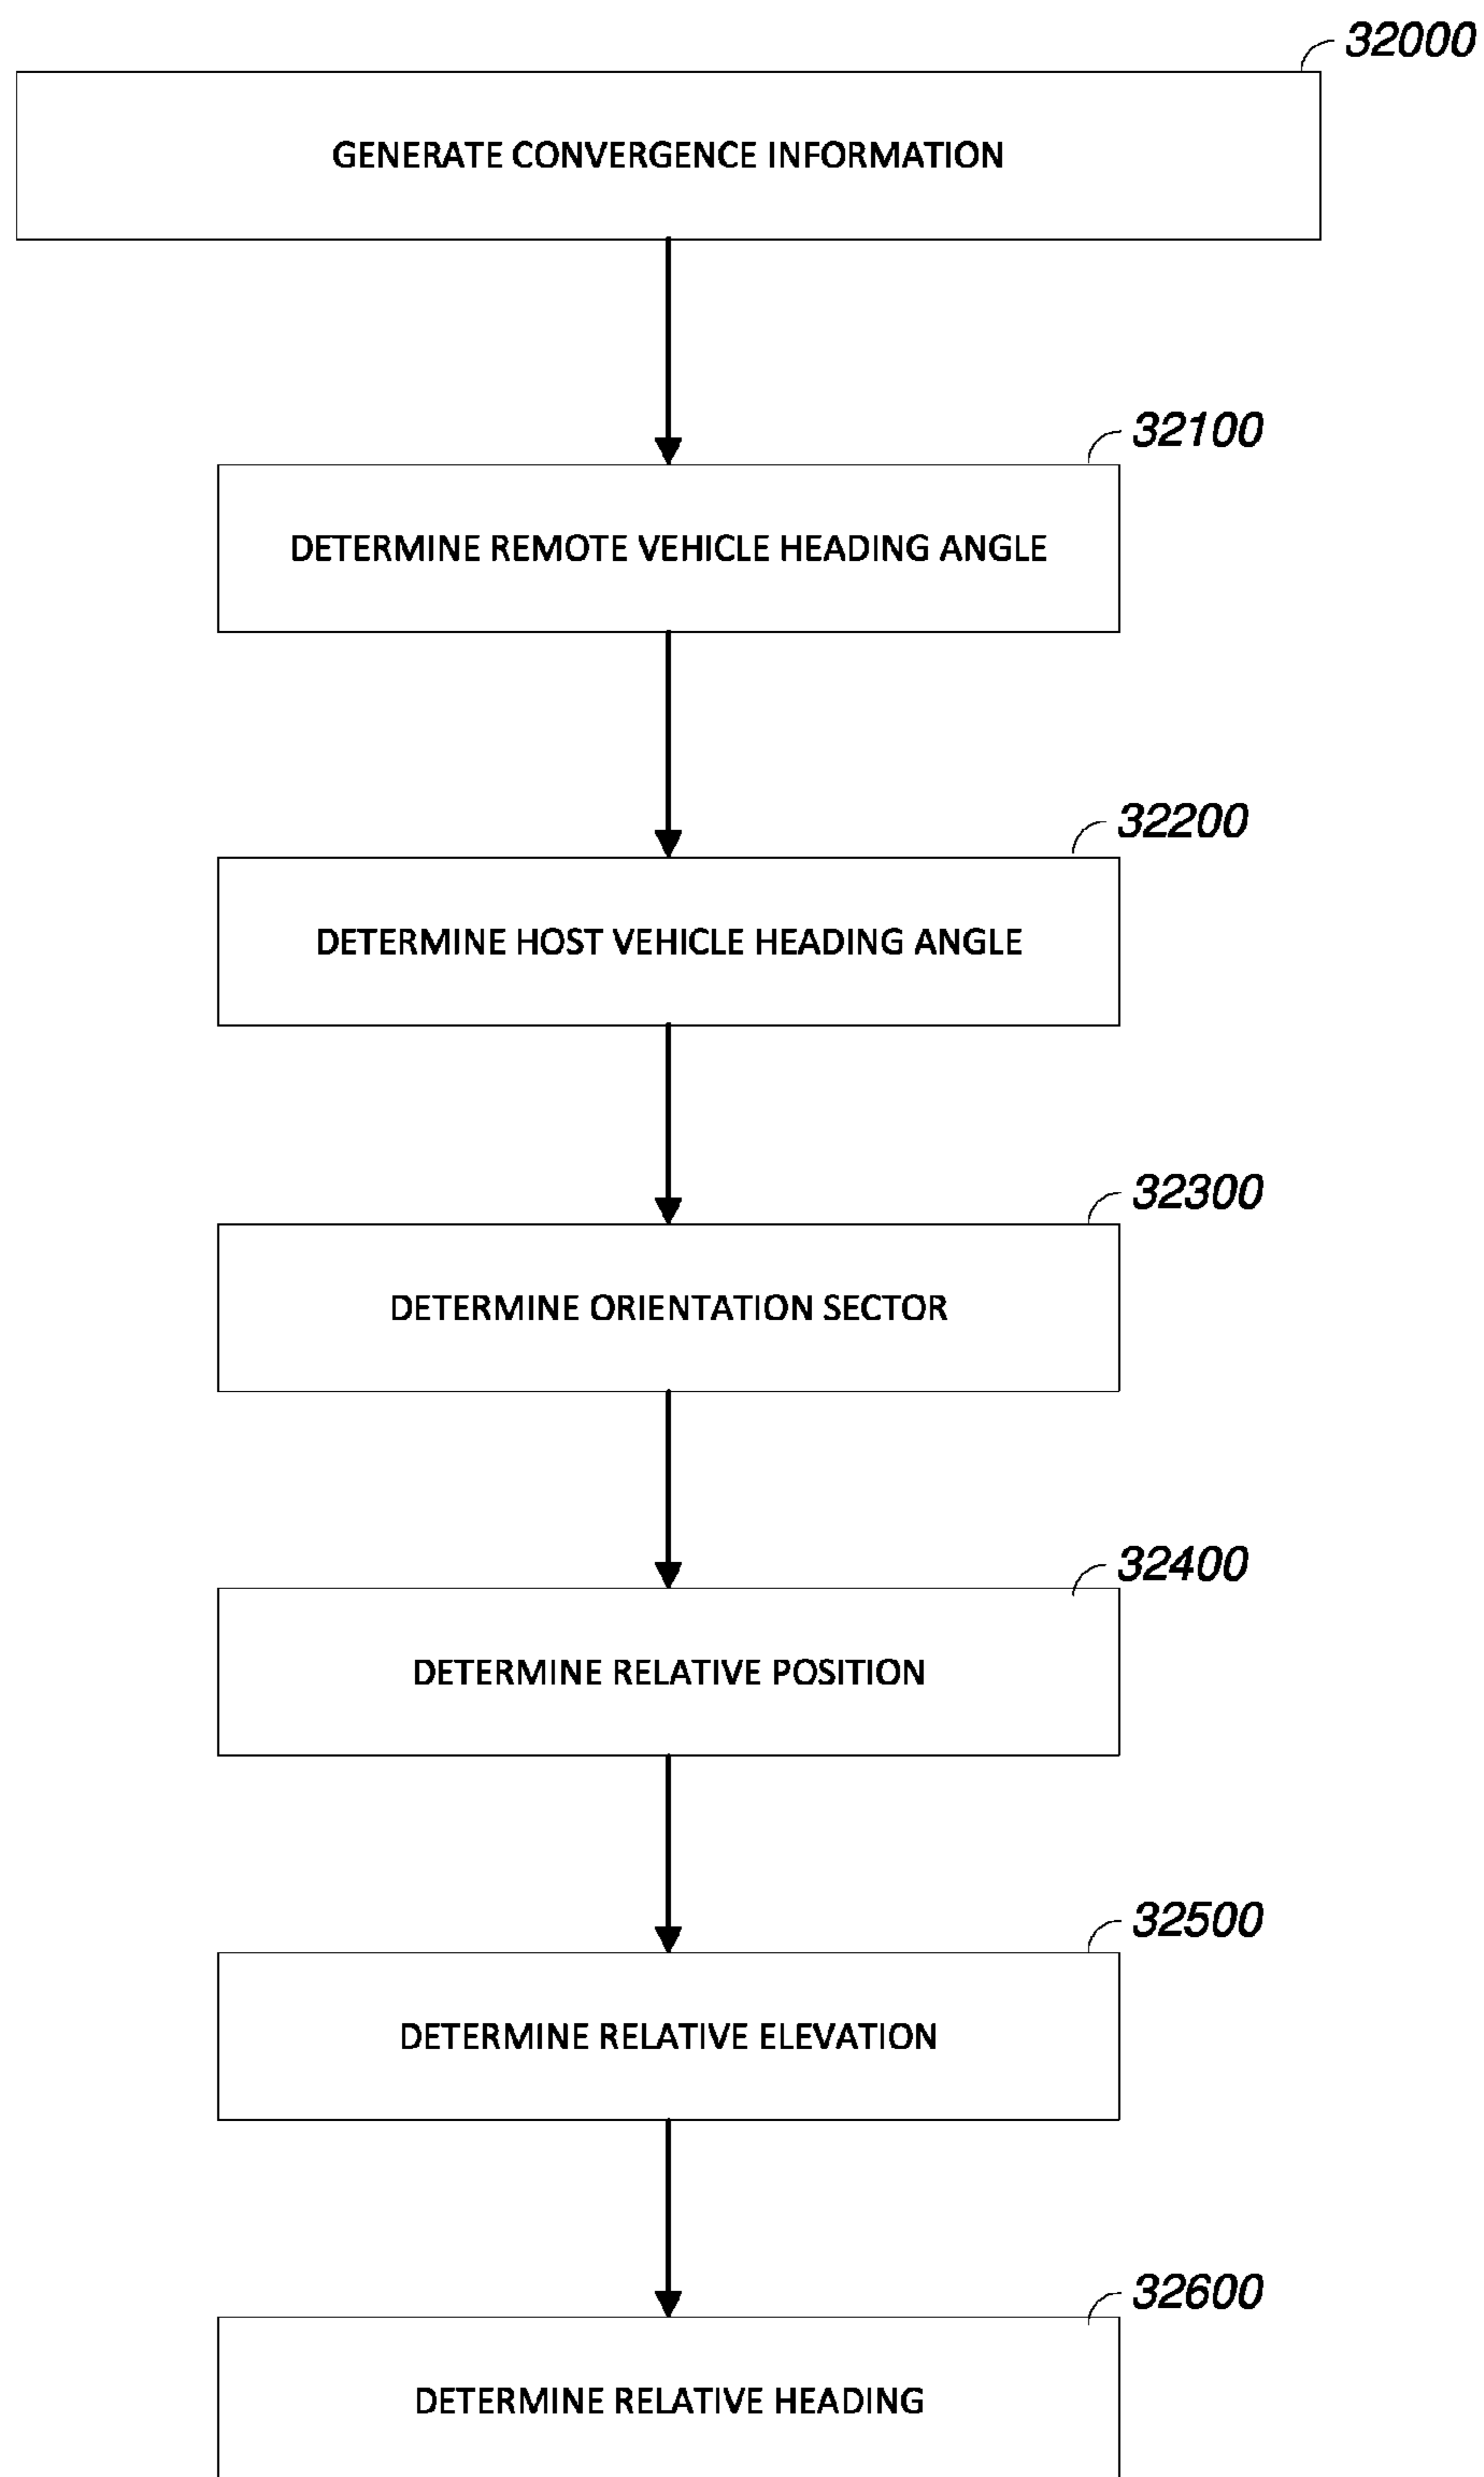 32000
GENERATE CONVERGENCE INFORMATION
32100
DETERMINE REMOTE VEHICLE HEADING ANGLE
32200
DETERMINE HOST VEHICLE HEADING ANGLE
32300
DETERMINE ORIENTATION SECTOR
32400
DETERMINE RELATIVE POSITION
32500
DETERMINE RELATIVE ELEVATION
32600
DETERMINE RELATIVE HEADING